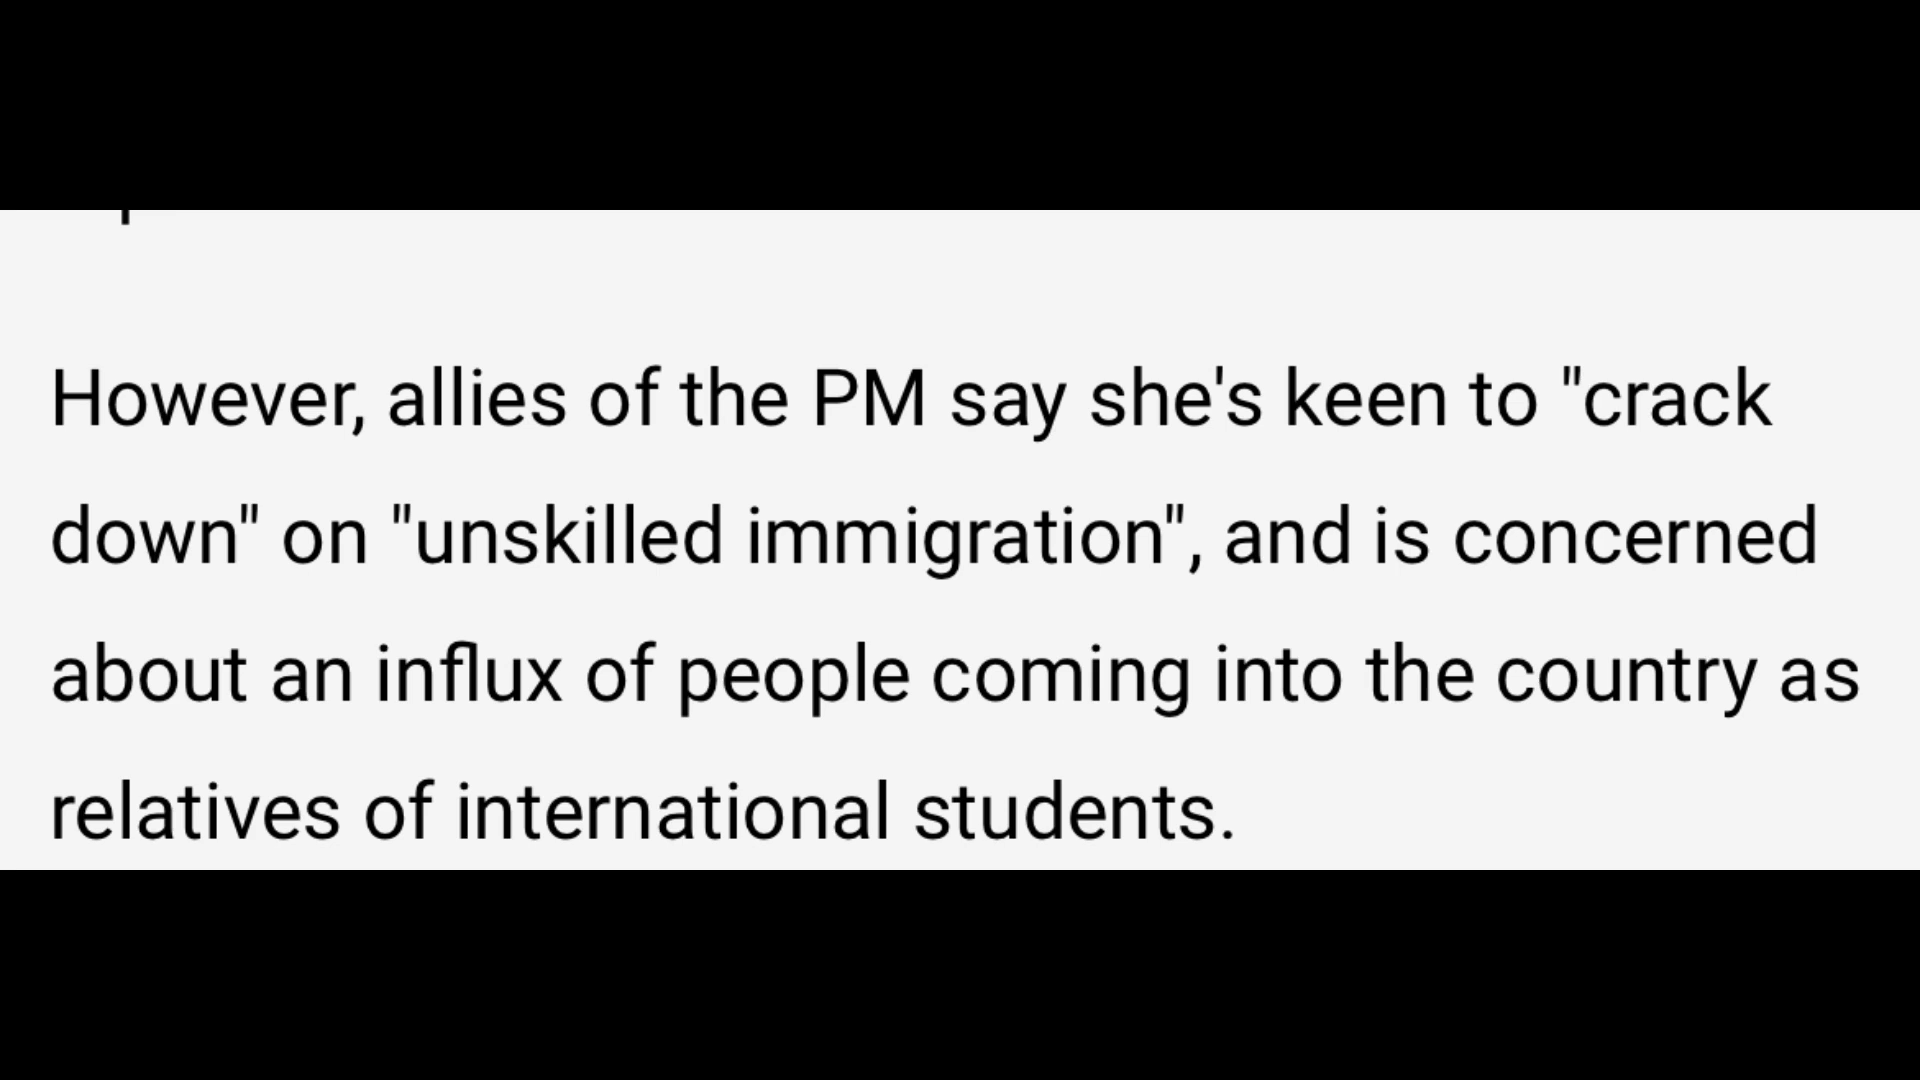 However, allies of the PM say she's keen to "crack
down" on "unskilled immigration", and is concerned
about an influx of people coming into the country as
relatives of international students.